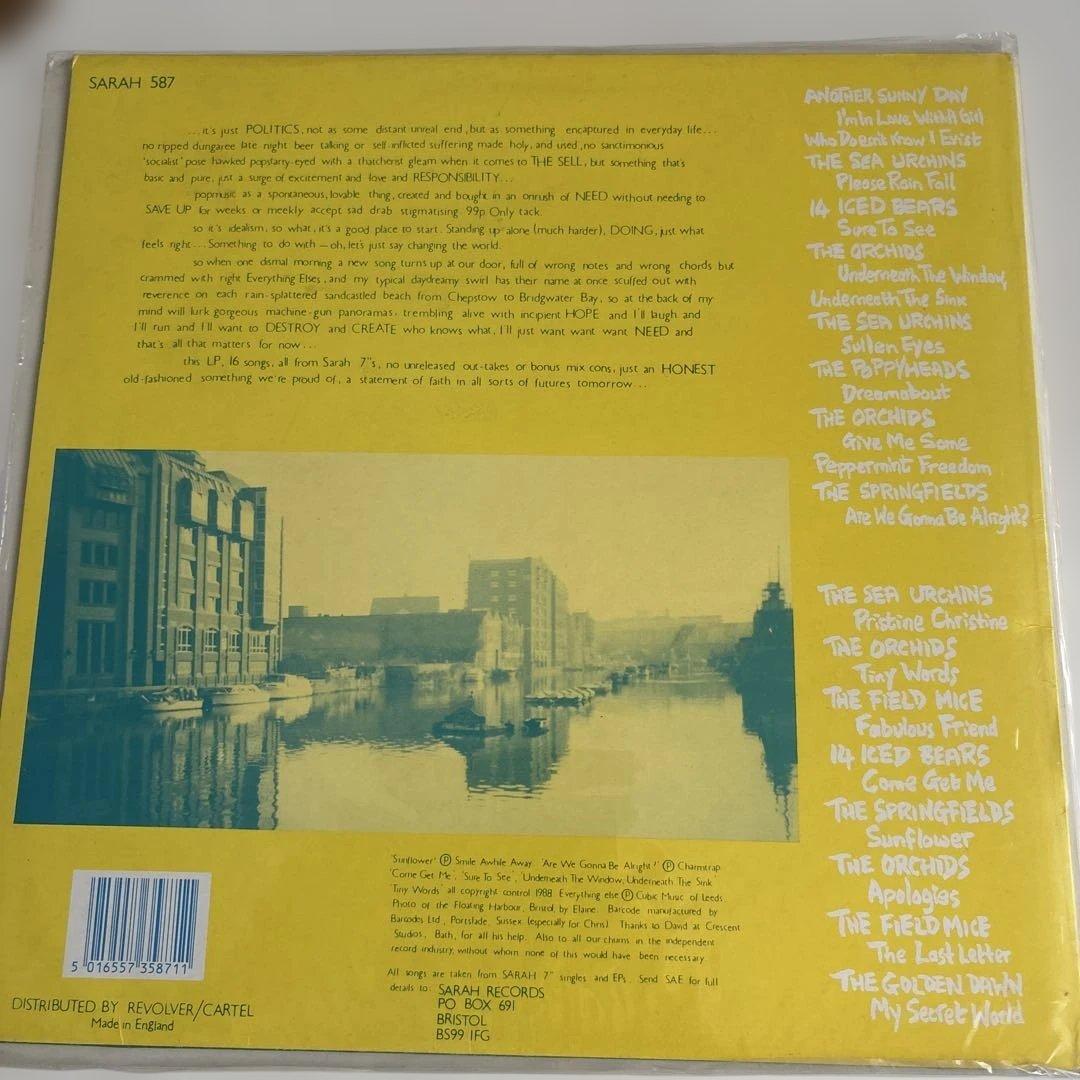 SARAH 587
...it's just POLITICS, not as some distant unreal end, but as something encaptured in everyday life...
no ripped dungaree late night beer talking or self-inflicted suffering made holy, and used, no sanctimonious
'socialist' pose hawked popstarry-eyed with a thatcherist gleam when it comes to THE SELL, but something that's
basic and pure, just a surge of excitement and love and RESPONSIBILITY...
popmusic as a spontaneous, lovable thing, created and bought in an onrush of NEED without needing to
SAVE UP for weeks or meekly accept sad drab stigmatising 99p Only tack.
so it's idealism, so what, it's a good place to start. Standing up alone (much harder), DOING, just what
feels right... Something to do with — oh, let's just say changing the world.
so when one dismal morning a new song turns up at our door, full of wrong notes and wrong chords but
crammed with right Everything Elses, and my typical daydreamy swirl has their name at once scuffed out with
reverence on each rain-splattered sandcastled beach from Chepstow to Bridgwater Bay, so at the back of my
mind will lurk gorgeous machine-gun panoramas, trembling alive with incipient HOPE and I'll laugh and
I'll run and I'll want to DESTROY and CREATE who knows what, I'll just want want want NEED and
that's all that matters for now...
this LP, 16 songs, all from Sarah 7"s, no unreleased out-takes or bonus mix cons, just an HONEST
old-fashioned something we're proud of, a statement of faith in all sorts of futures tomorrow...
ANOTHER SUNNY DAY
I'm In Love With A Girl
Who Doesn't Know I Exist
THE SEA URCHINS
Please Rain Fall
14 ICED BEARS
Sure To See
THE ORCHIDS
Underneath The Window,
Underneath The Sink
THE SEA URCHINS
Sullen Eyes
THE POPPYHEADS
Dreamabout
THE ORCHIDS
Give Me Some
Peppermint Freedom
THE SPRINGFIELDS
Are We Gonna Be Alright?
THE SEA URCHINS
Pristine Christine
THE ORCHIDS
Tiny Words
THE FIELD MICE
Fabulous Friend
14 ICED BEARS
Come Get Me
THE SPRINGFIELDS
Sunflower
THE ORCHIDS
Apologies
THE FIELD MICE
The Last Letter
THE GOLDEN DAWN
My Secret World
'Sunflower' Ⓟ Smile Awhile Away. 'Are We Gonna Be Alright?' Ⓟ Charmtrap.
'Come Get Me', 'Sure To See', 'Underneath The Window, Underneath The Sink'
'Tiny Words' all copyright control 1988. Everything else Ⓟ Cubic Music of Leeds.
Photo of the Floating Harbour, Bristol, by Elaine. Barcode manufactured by
Barcodes Ltd, Portslade, Sussex (especially for Chris). Thanks to David at Crescent
Studios, Bath, for all his help. Also to all our chums in the independent
record industry, without whom none of this would have been necessary.
All songs are taken from SARAH 7" singles and EPs. Send SAE for full
details to: SARAH RECORDS
PO BOX 691
BRISTOL
BS99 1FG
5 016557 358711
DISTRIBUTED BY REVOLVER/CARTEL
Made in England